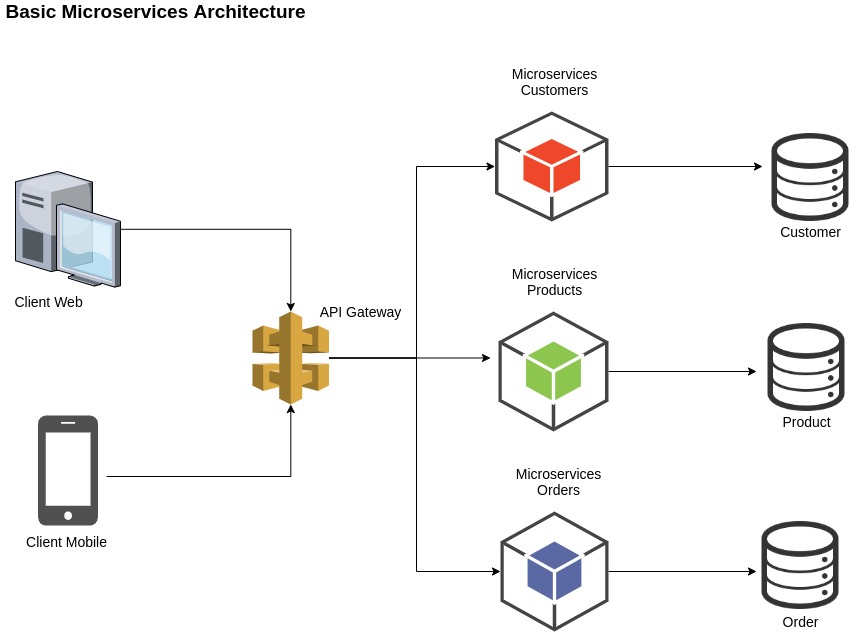 Basic Microservices Architecture
Microservices
Customers
Customer
Client Web
API Gateway
Microservices
Products
Product
Client Mobile
Microservices
Orders
Order